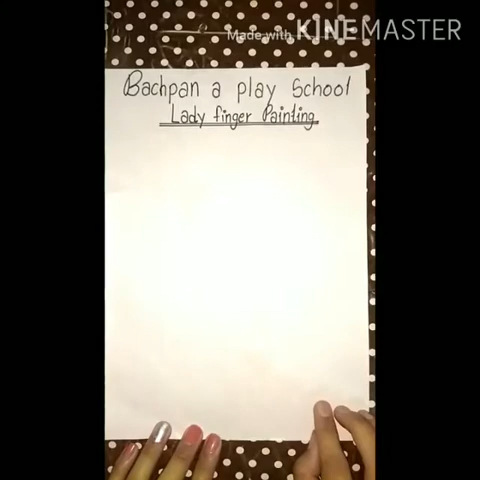 Made with KINEMASTER
Bachpan a play School
Lady finger Painting